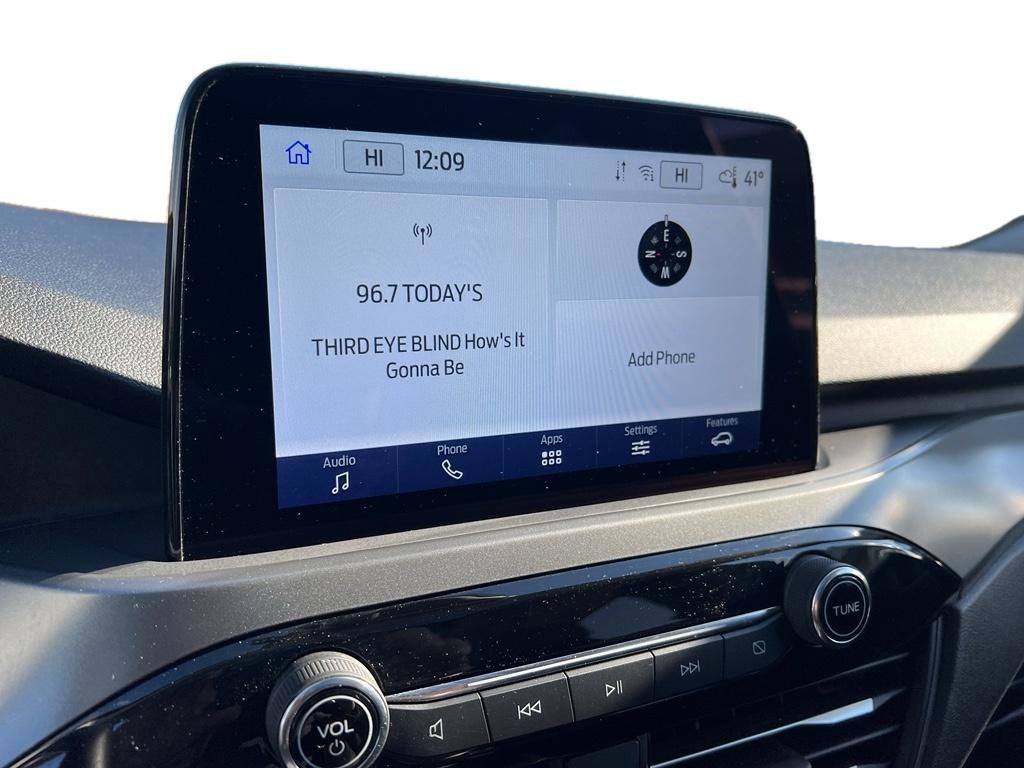 HI 12:09 HI 41°
96.7 TODAY'S
THIRD EYE BLIND How's It
Gonna Be
E
N S
W
Add Phone
Audio Phone Apps Settings Features
VOL
TUNE